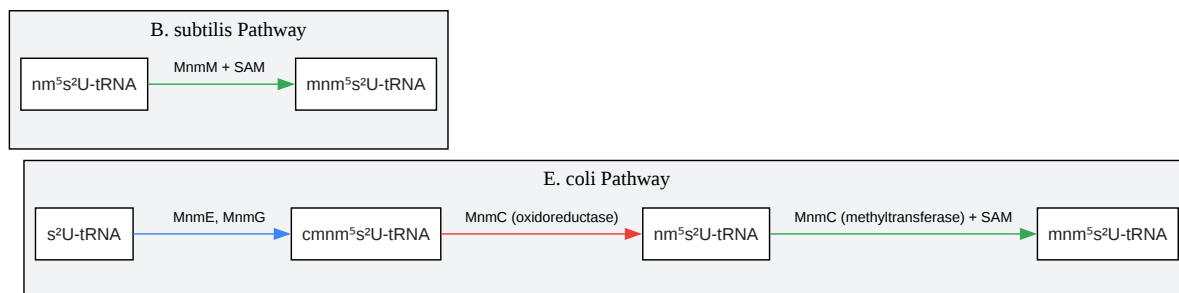 B. subtilis Pathway
MnmM + SAM
nm⁵s²U-tRNA
mnm⁵s²U-tRNA
E. coli Pathway
MnmE, MnmG
MnmC (oxidoreductase)
MnmC (methyltransferase) + SAM
s²U-tRNA
cmnm⁵s²U-tRNA
nm⁵s²U-tRNA
mnm⁵s²U-tRNA